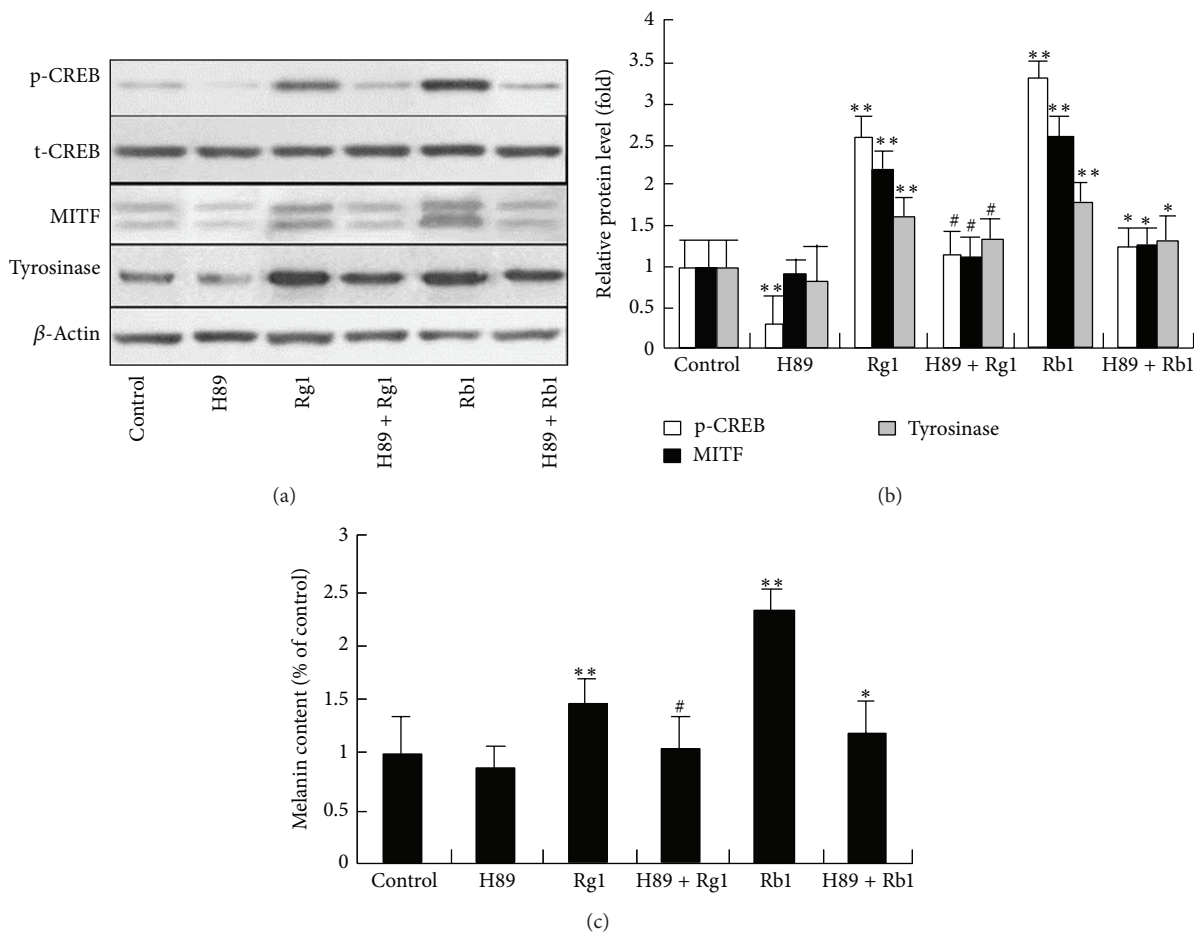 p-CREB
t-CREB
MITF
Tyrosinase
β-Actin
Control
H89
Rg1
H89 + Rg1
Rb1
H89 + Rb1
(a)
Relative protein level (fold)
4
3.5
3
2.5
2
1.5
1
0.5
0
**
**
**
**
#
#
#
**
**
**
*
*
*
Control
H89
Rg1
H89 + Rg1
Rb1
H89 + Rb1
p-CREB
MITF
Tyrosinase
(b)
Melanin content (% of control)
3
2.5
2
1.5
1
0.5
0
**
#
**
*
Control
H89
Rg1
H89 + Rg1
Rb1
H89 + Rb1
(c)